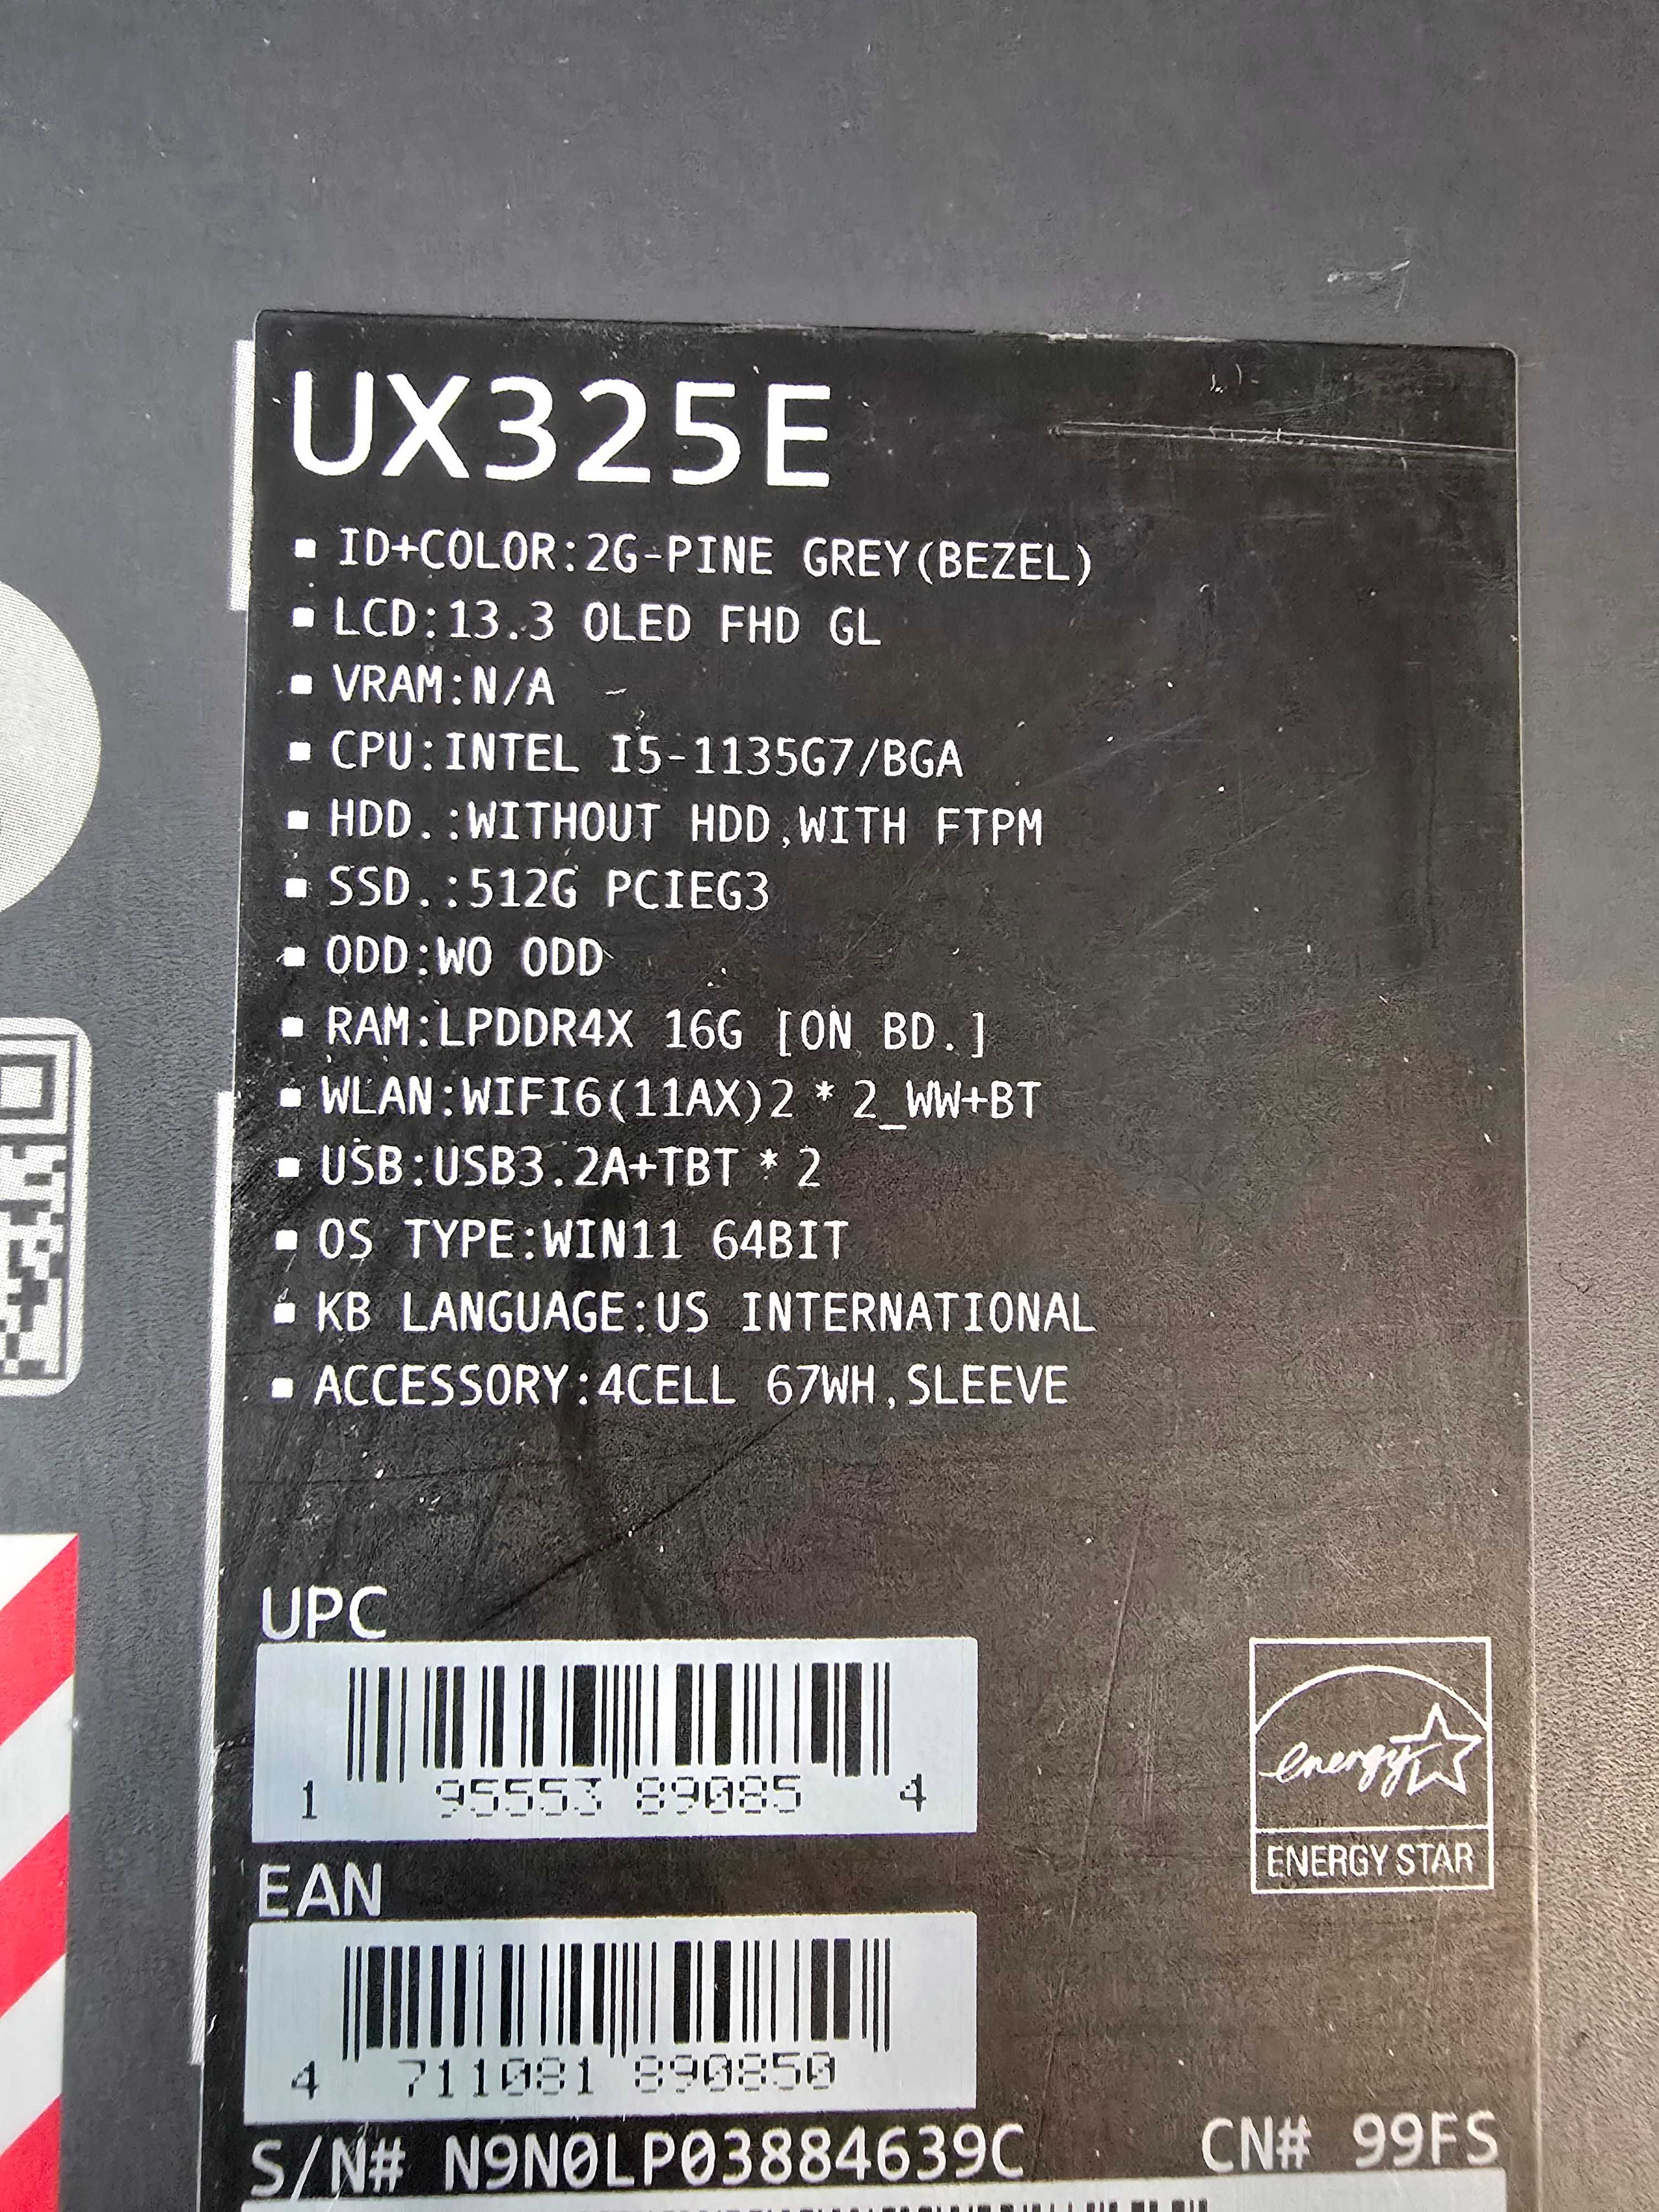 UX325E
▪ ID+COLOR:2G-PINE GREY(BEZEL)
▪ LCD:13.3 OLED FHD GL
▪ VRAM:N/A
▪ CPU:INTEL I5-1135G7/BGA
▪ HDD.:WITHOUT HDD,WITH FTPM
▪ SSD.:512G PCIEG3
▪ ODD:WO ODD
▪ RAM:LPDDR4X 16G [ON BD.]
▪ WLAN:WIFI6(11AX)2*2_WW+BT
▪ USB:USB3.2A+TBT*2
▪ OS TYPE:WIN11 64BIT
▪ KB LANGUAGE:US INTERNATIONAL
▪ ACCESSORY:4CELL 67WH,SLEEVE
UPC
1 95553 89085 4
energy
ENERGY STAR
EAN
4 711081 890850
S/N# N9N0LP03884639C CN# 99FS